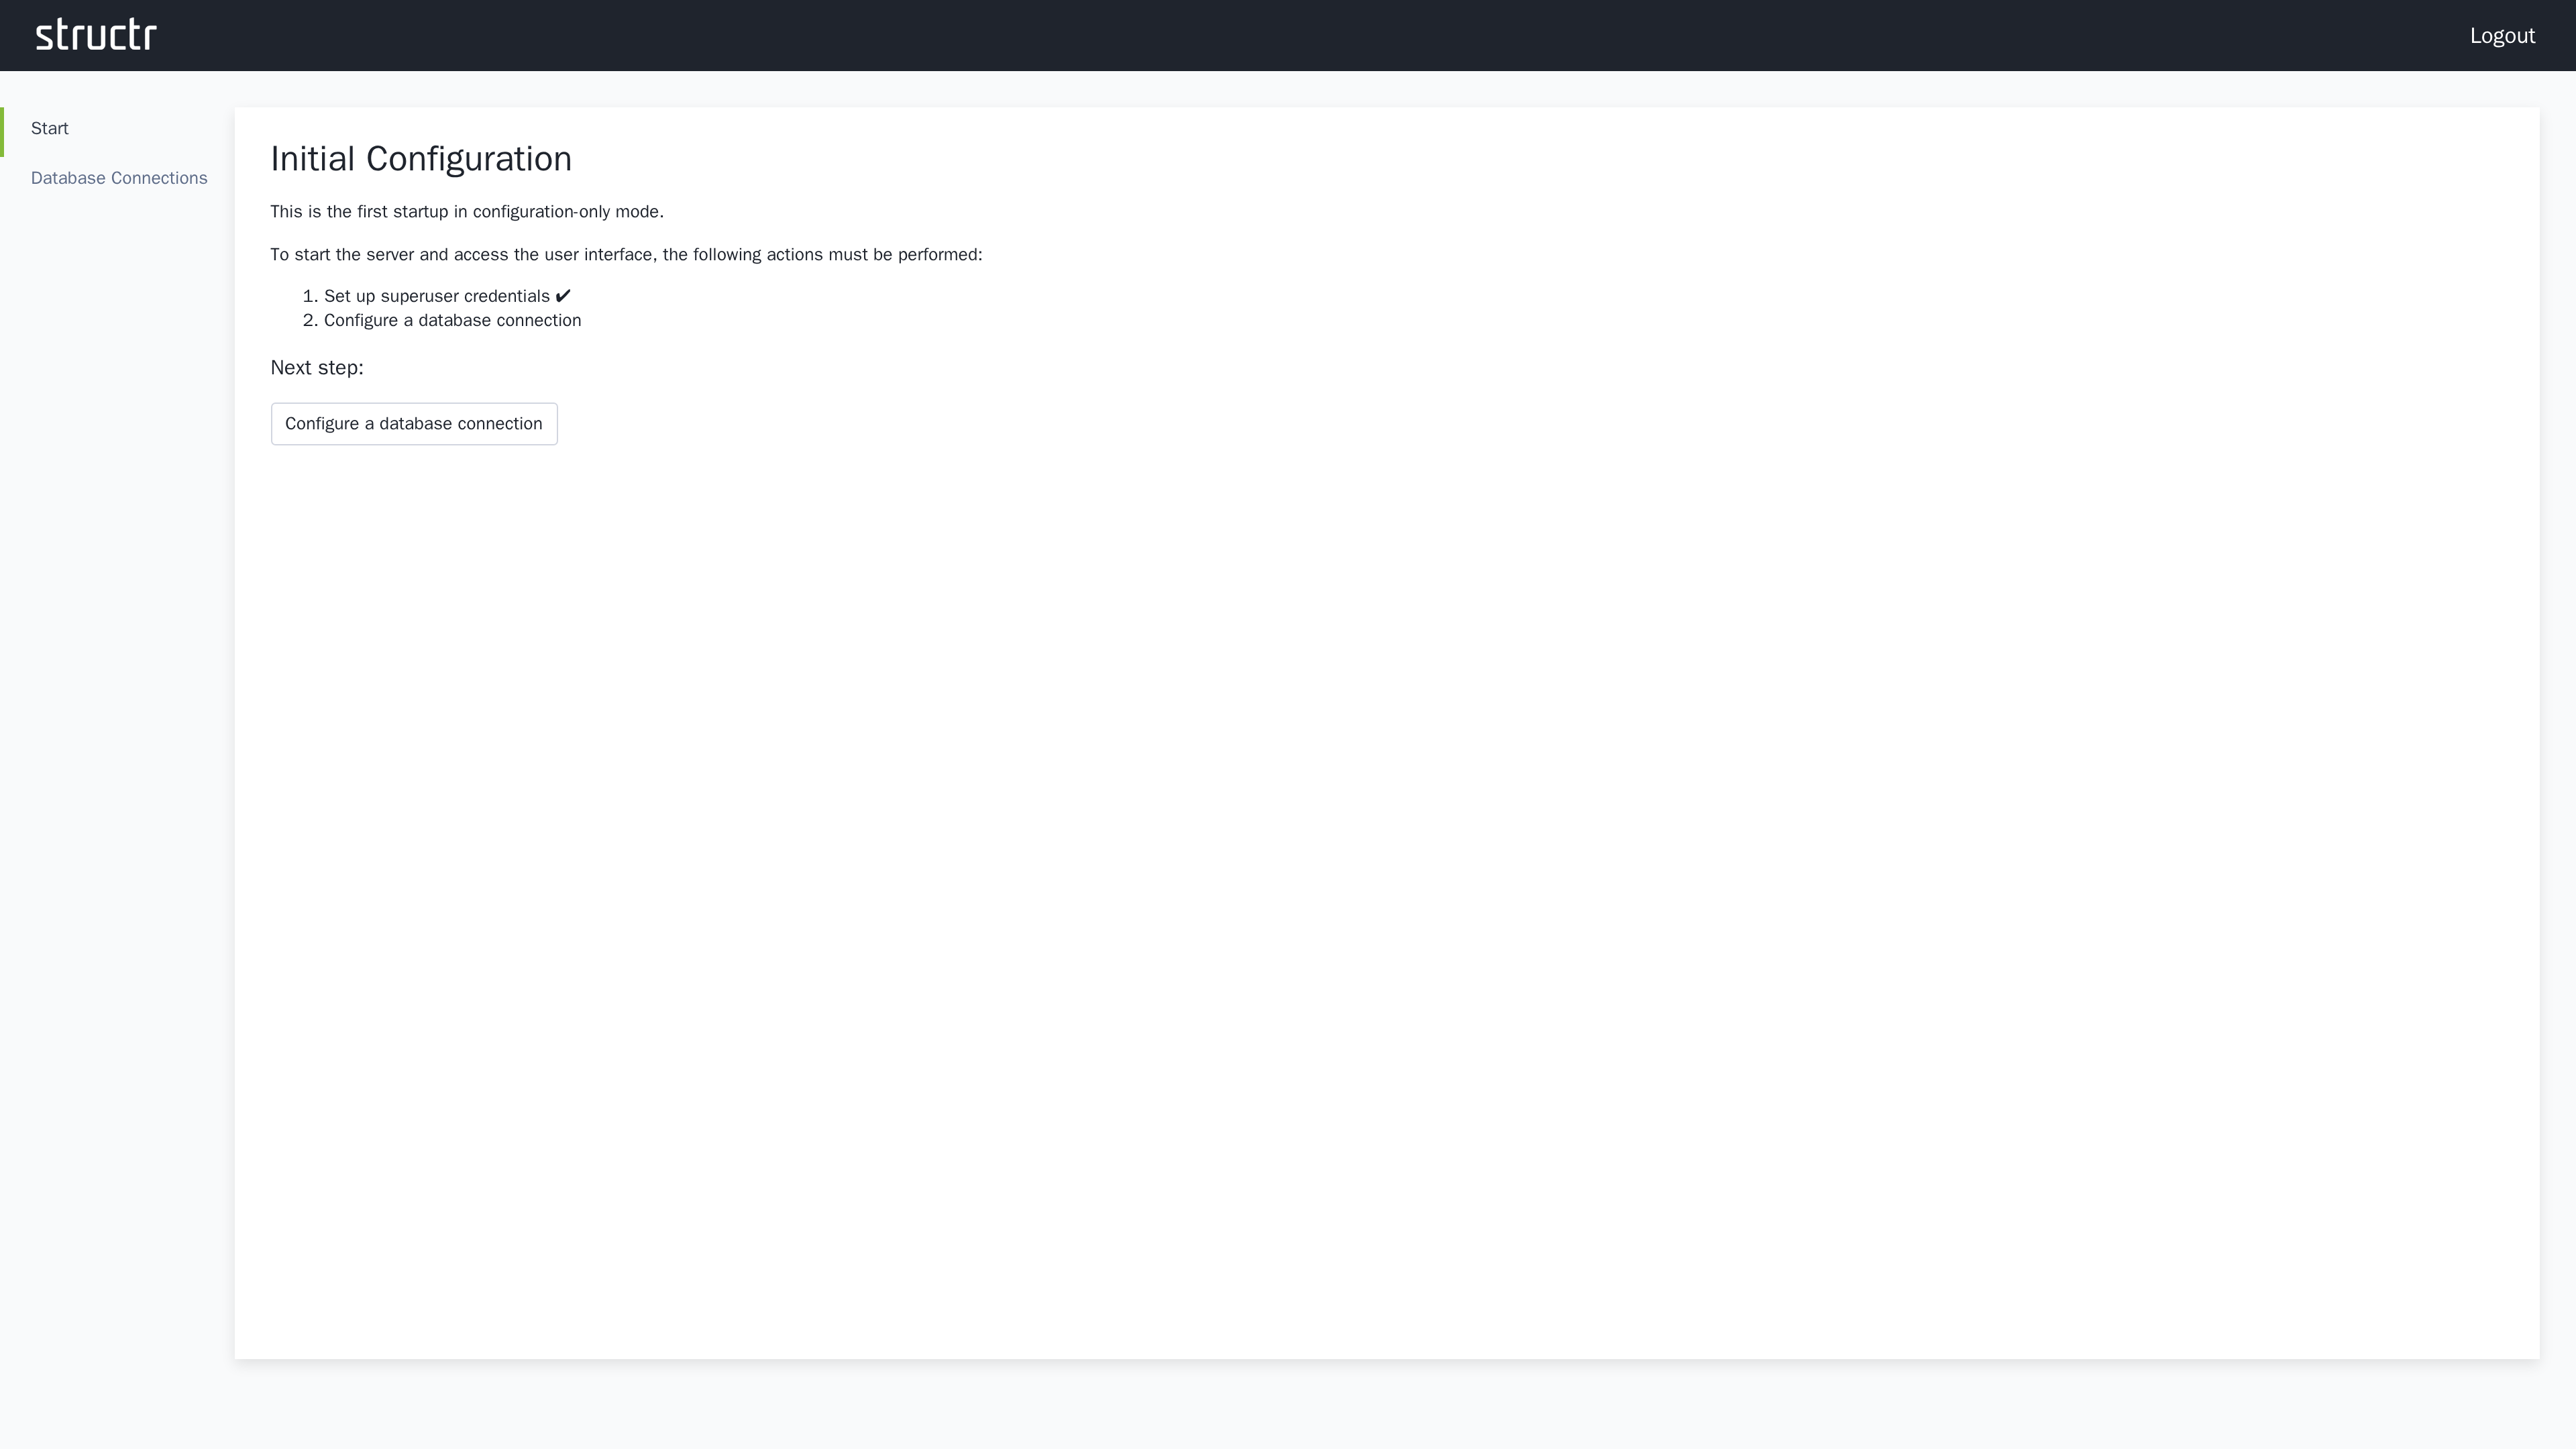 structr
Logout
Start
Database Connections
Initial Configuration
This is the first startup in configuration-only mode.
To start the server and access the user interface, the following actions must be performed:
1. Set up superuser credentials ✔
2. Configure a database connection
Next step:
Configure a database connection